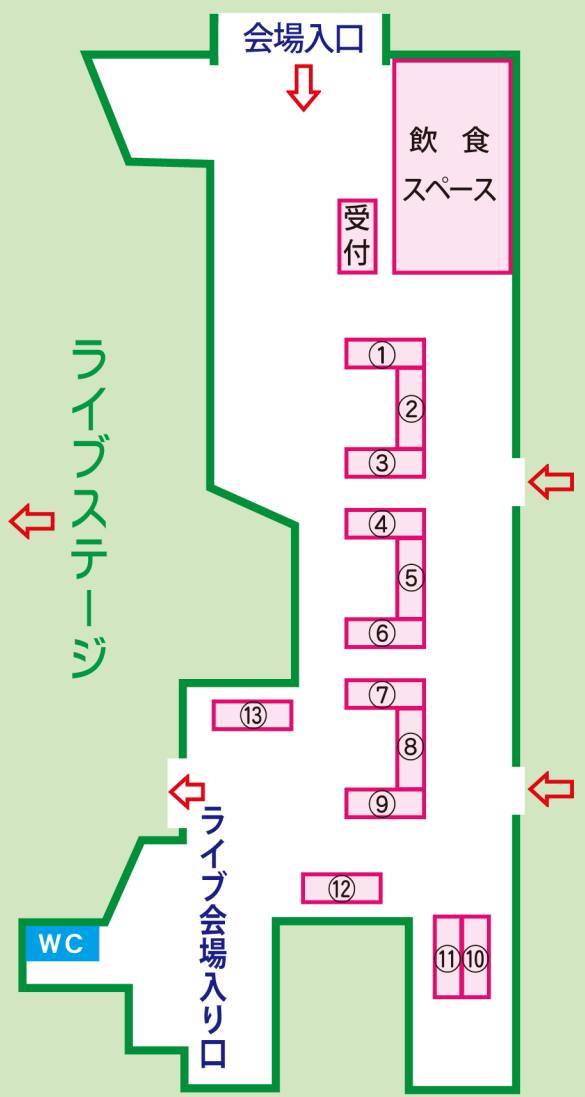 会場入口
飲食
スペース
受付
①
②
③
④
⑤
⑥
⑦
⑧
⑨
⑬
⑫
⑪
⑩
ライブステージ
ライブ会場入り口
WC